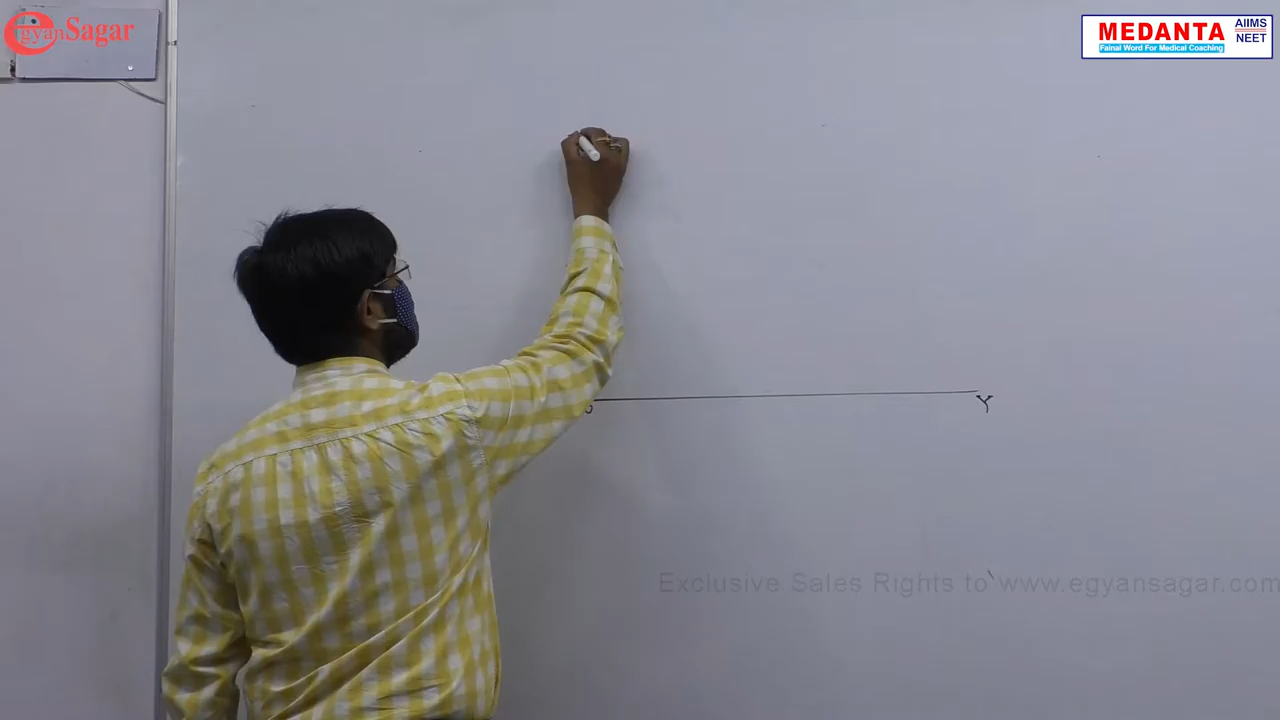 egyanSagar
MEDANTA AIIMS NEET
Fainal Word For Medical Coaching
Y
Exclusive Sales Rights to www.egyansagar.com